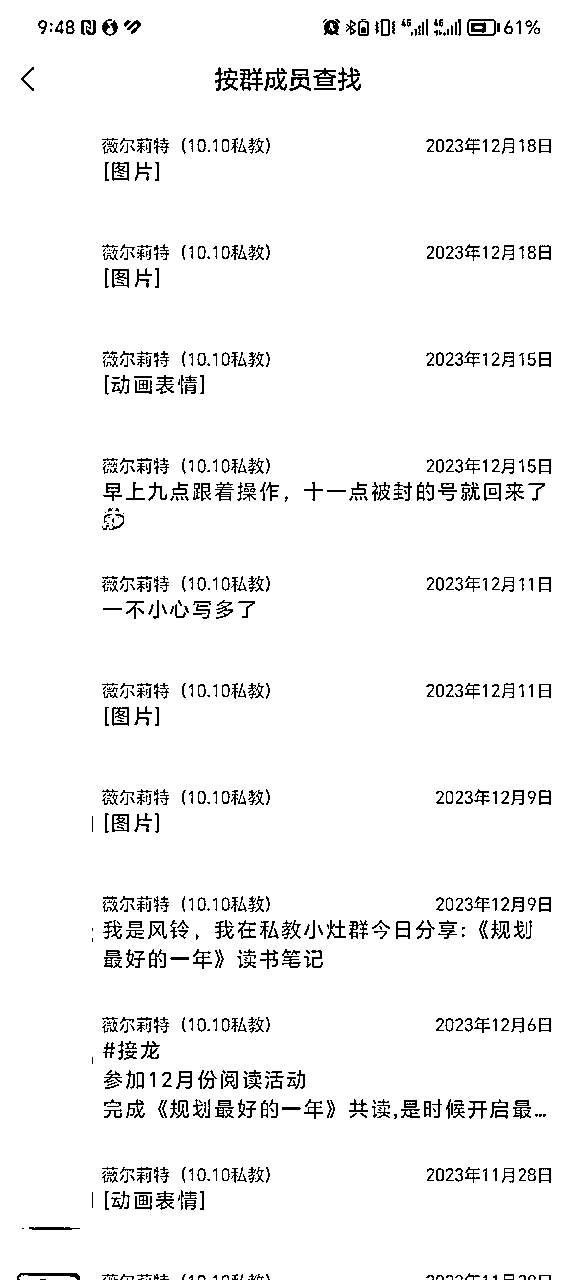 9:48
61%
按群成员查找
薇尔莉特（10.10私教） 2023年12月18日
[图片]
薇尔莉特（10.10私教） 2023年12月18日
[图片]
薇尔莉特（10.10私教） 2023年12月15日
[动画表情]
薇尔莉特（10.10私教） 2023年12月15日
早上九点跟着操作，十一点被封的号就回来了
薇尔莉特（10.10私教） 2023年12月11日
一不小心写多了
薇尔莉特（10.10私教） 2023年12月11日
[图片]
薇尔莉特（10.10私教） 2023年12月9日
[图片]
薇尔莉特（10.10私教） 2023年12月9日
我是风铃，我在私教小灶群今日分享:《规划
最好的一年》读书笔记
薇尔莉特（10.10私教） 2023年12月6日
#接龙
参加12月份阅读活动
完成《规划最好的一年》共读,是时候开启最...
薇尔莉特（10.10私教） 2023年11月28日
[动画表情]